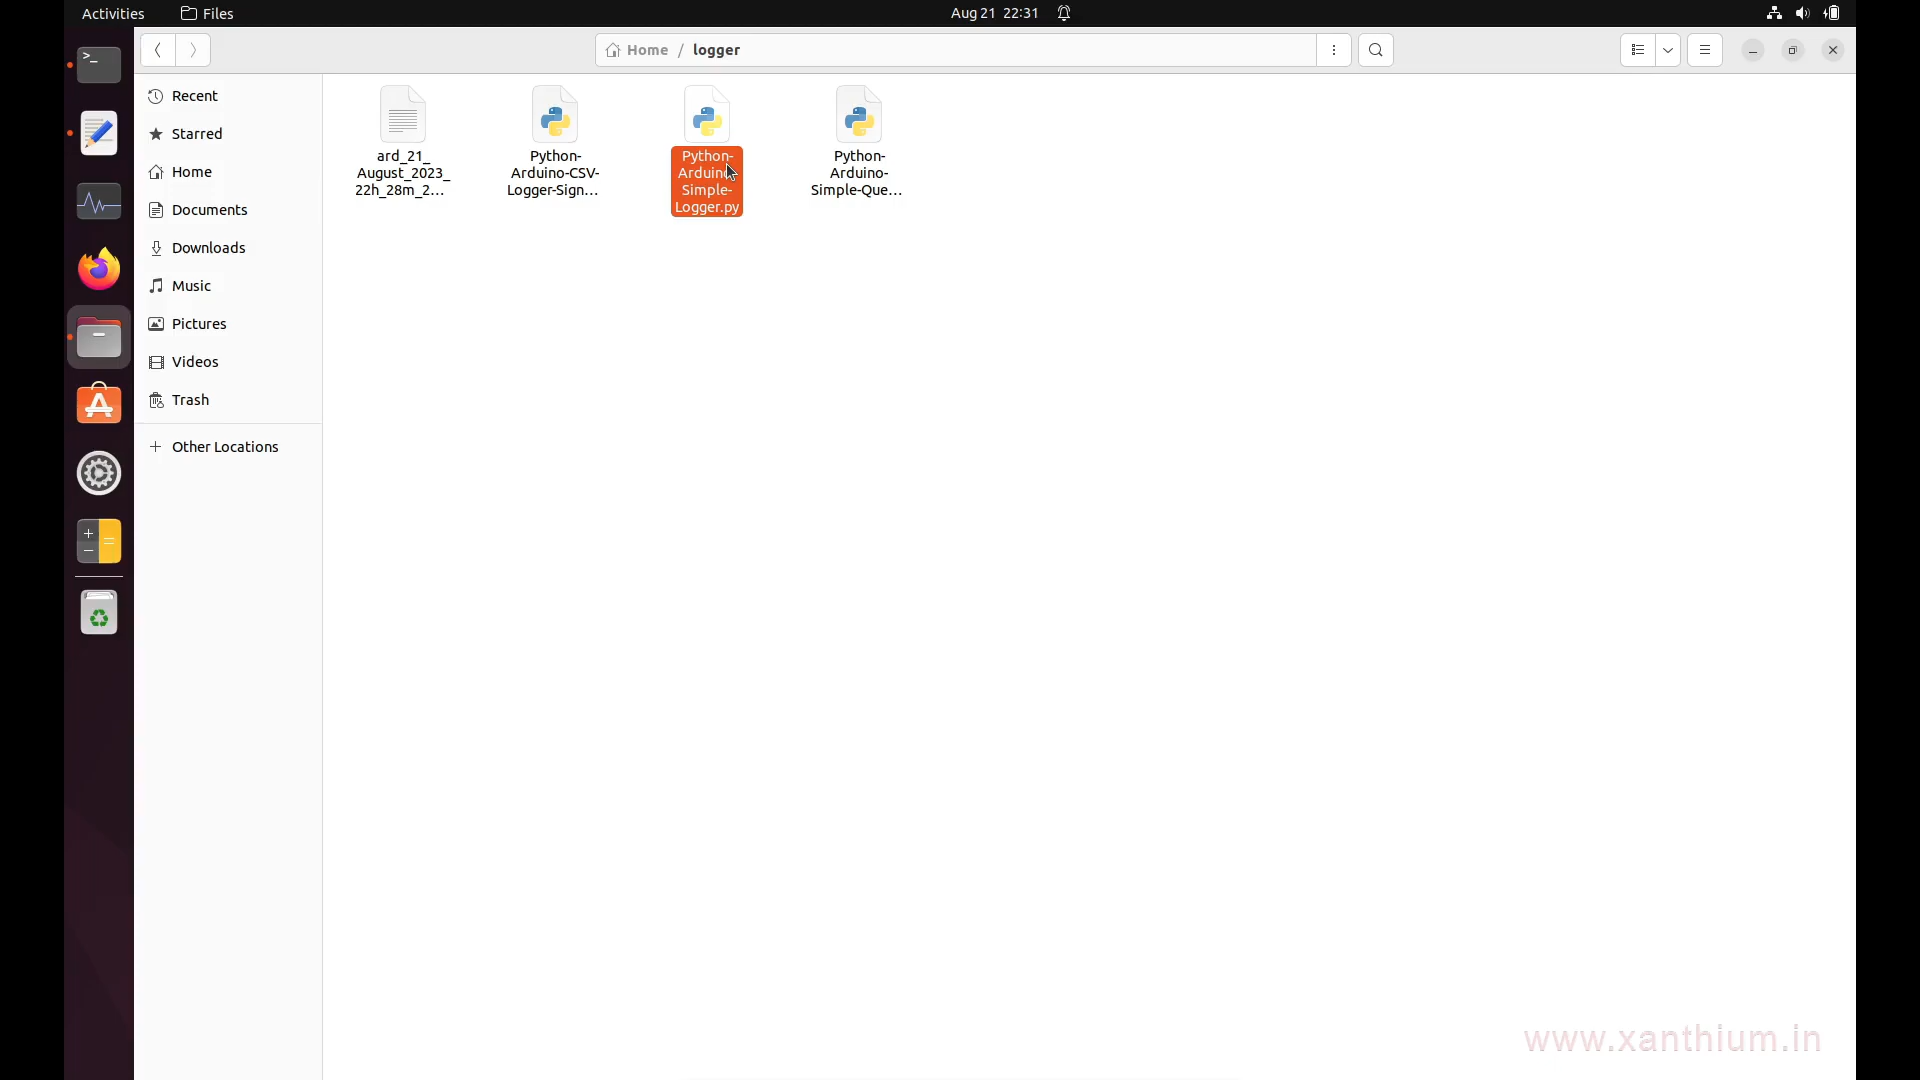 Activities
Files
Aug 21 22:31
Home / logger
Recent
Starred
Home
Documents
Downloads
Music
Pictures
Videos
Trash
Other Locations
ard_21_
August_2023_
22h_28m_2...
Python-
Arduino-CSV-
Logger-Sign...
Python-
Arduino-
Simple-
Logger.py
Python-
Arduino-
Simple-Que...
www.xanthium.in